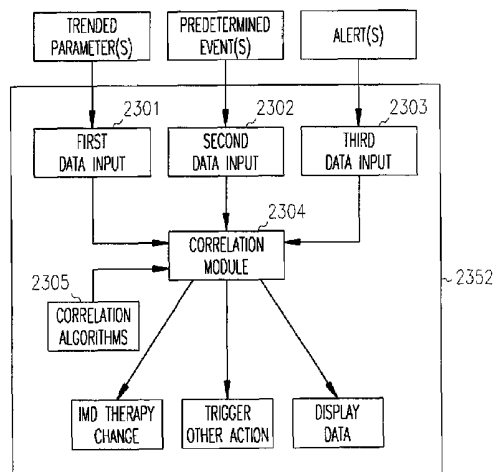 TRENDED
PARAMETER(S)
PREDETERMINED
EVENT(S)
ALERT(S)
2301
2302
2303
FIRST
DATA INPUT
SECOND
DATA INPUT
THIRD
DATA INPUT
2304
CORRELATION
MODULE
2305
CORRELATION
ALGORITHMS
2352
IMD THERAPY
CHANGE
TRIGGER
OTHER ACTION
DISPLAY
DATA